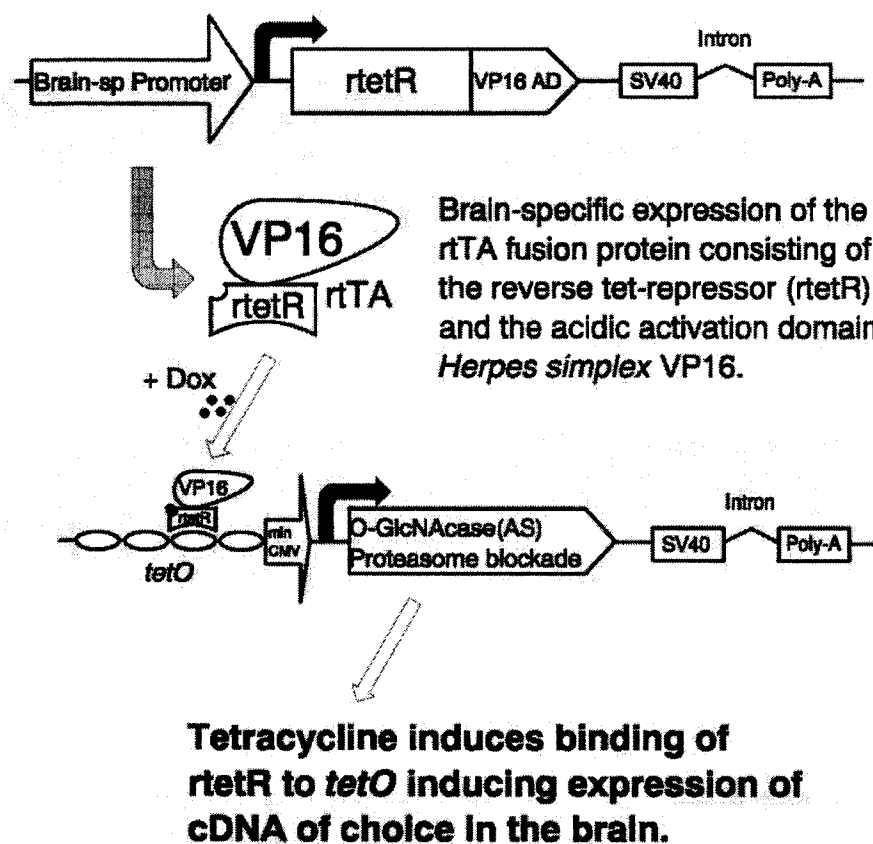 Intron
Brain-sp Promoter rtetR VP16 AD SV40 Poly-A
VP16
rtetR rtTA
Brain-specific expression of the
rtTA fusion protein consisting of
the reverse tet-repressor (rtetR)
and the acidic activation domain
Herpes simplex VP16.
+ Dox
VP16
rtetR
tetO
min
CMV
O-GlcNAcase(AS)
Proteasome blockade
SV40
Intron
Poly-A
Tetracycline induces binding of
rtetR to tetO inducing expression of
cDNA of choice in the brain.